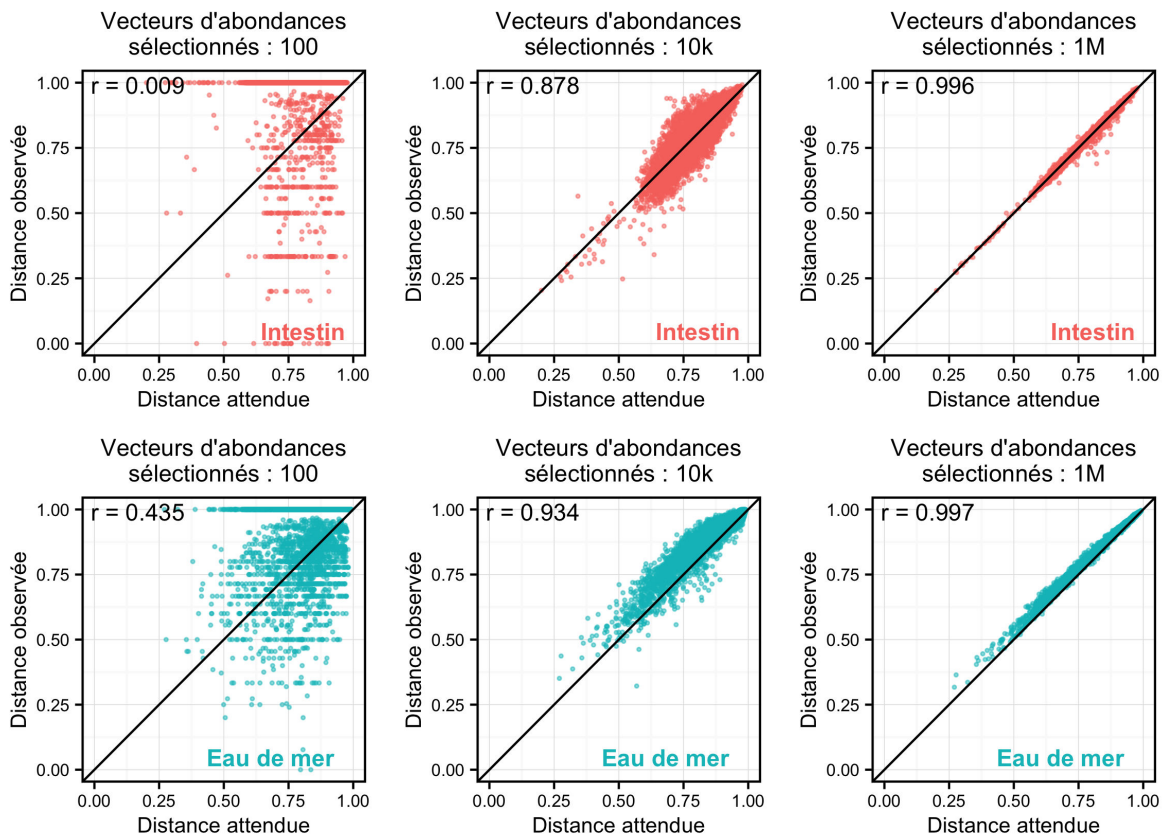 Vecteurs d'abondances
sélectionnés : 100
Vecteurs d'abondances
sélectionnés : 10k
Vecteurs d'abondances
sélectionnés : 1M
Distance observée
1.00
0.75
0.50
0.25
0.00
r = 0.009
Intestin
0.00 0.25 0.50 0.75 1.00
Distance attendue
Distance observée
1.00
0.75
0.50
0.25
0.00
r = 0.878
Intestin
0.00 0.25 0.50 0.75 1.00
Distance attendue
Distance observée
1.00
0.75
0.50
0.25
0.00
r = 0.996
Intestin
0.00 0.25 0.50 0.75 1.00
Distance attendue
Vecteurs d'abondances
sélectionnés : 100
Vecteurs d'abondances
sélectionnés : 10k
Vecteurs d'abondances
sélectionnés : 1M
Distance observée
1.00
0.75
0.50
0.25
0.00
r = 0.435
Eau de mer
0.00 0.25 0.50 0.75 1.00
Distance attendue
Distance observée
1.00
0.75
0.50
0.25
0.00
r = 0.934
Eau de mer
0.00 0.25 0.50 0.75 1.00
Distance attendue
Distance observée
1.00
0.75
0.50
0.25
0.00
r = 0.997
Eau de mer
0.00 0.25 0.50 0.75 1.00
Distance attendue